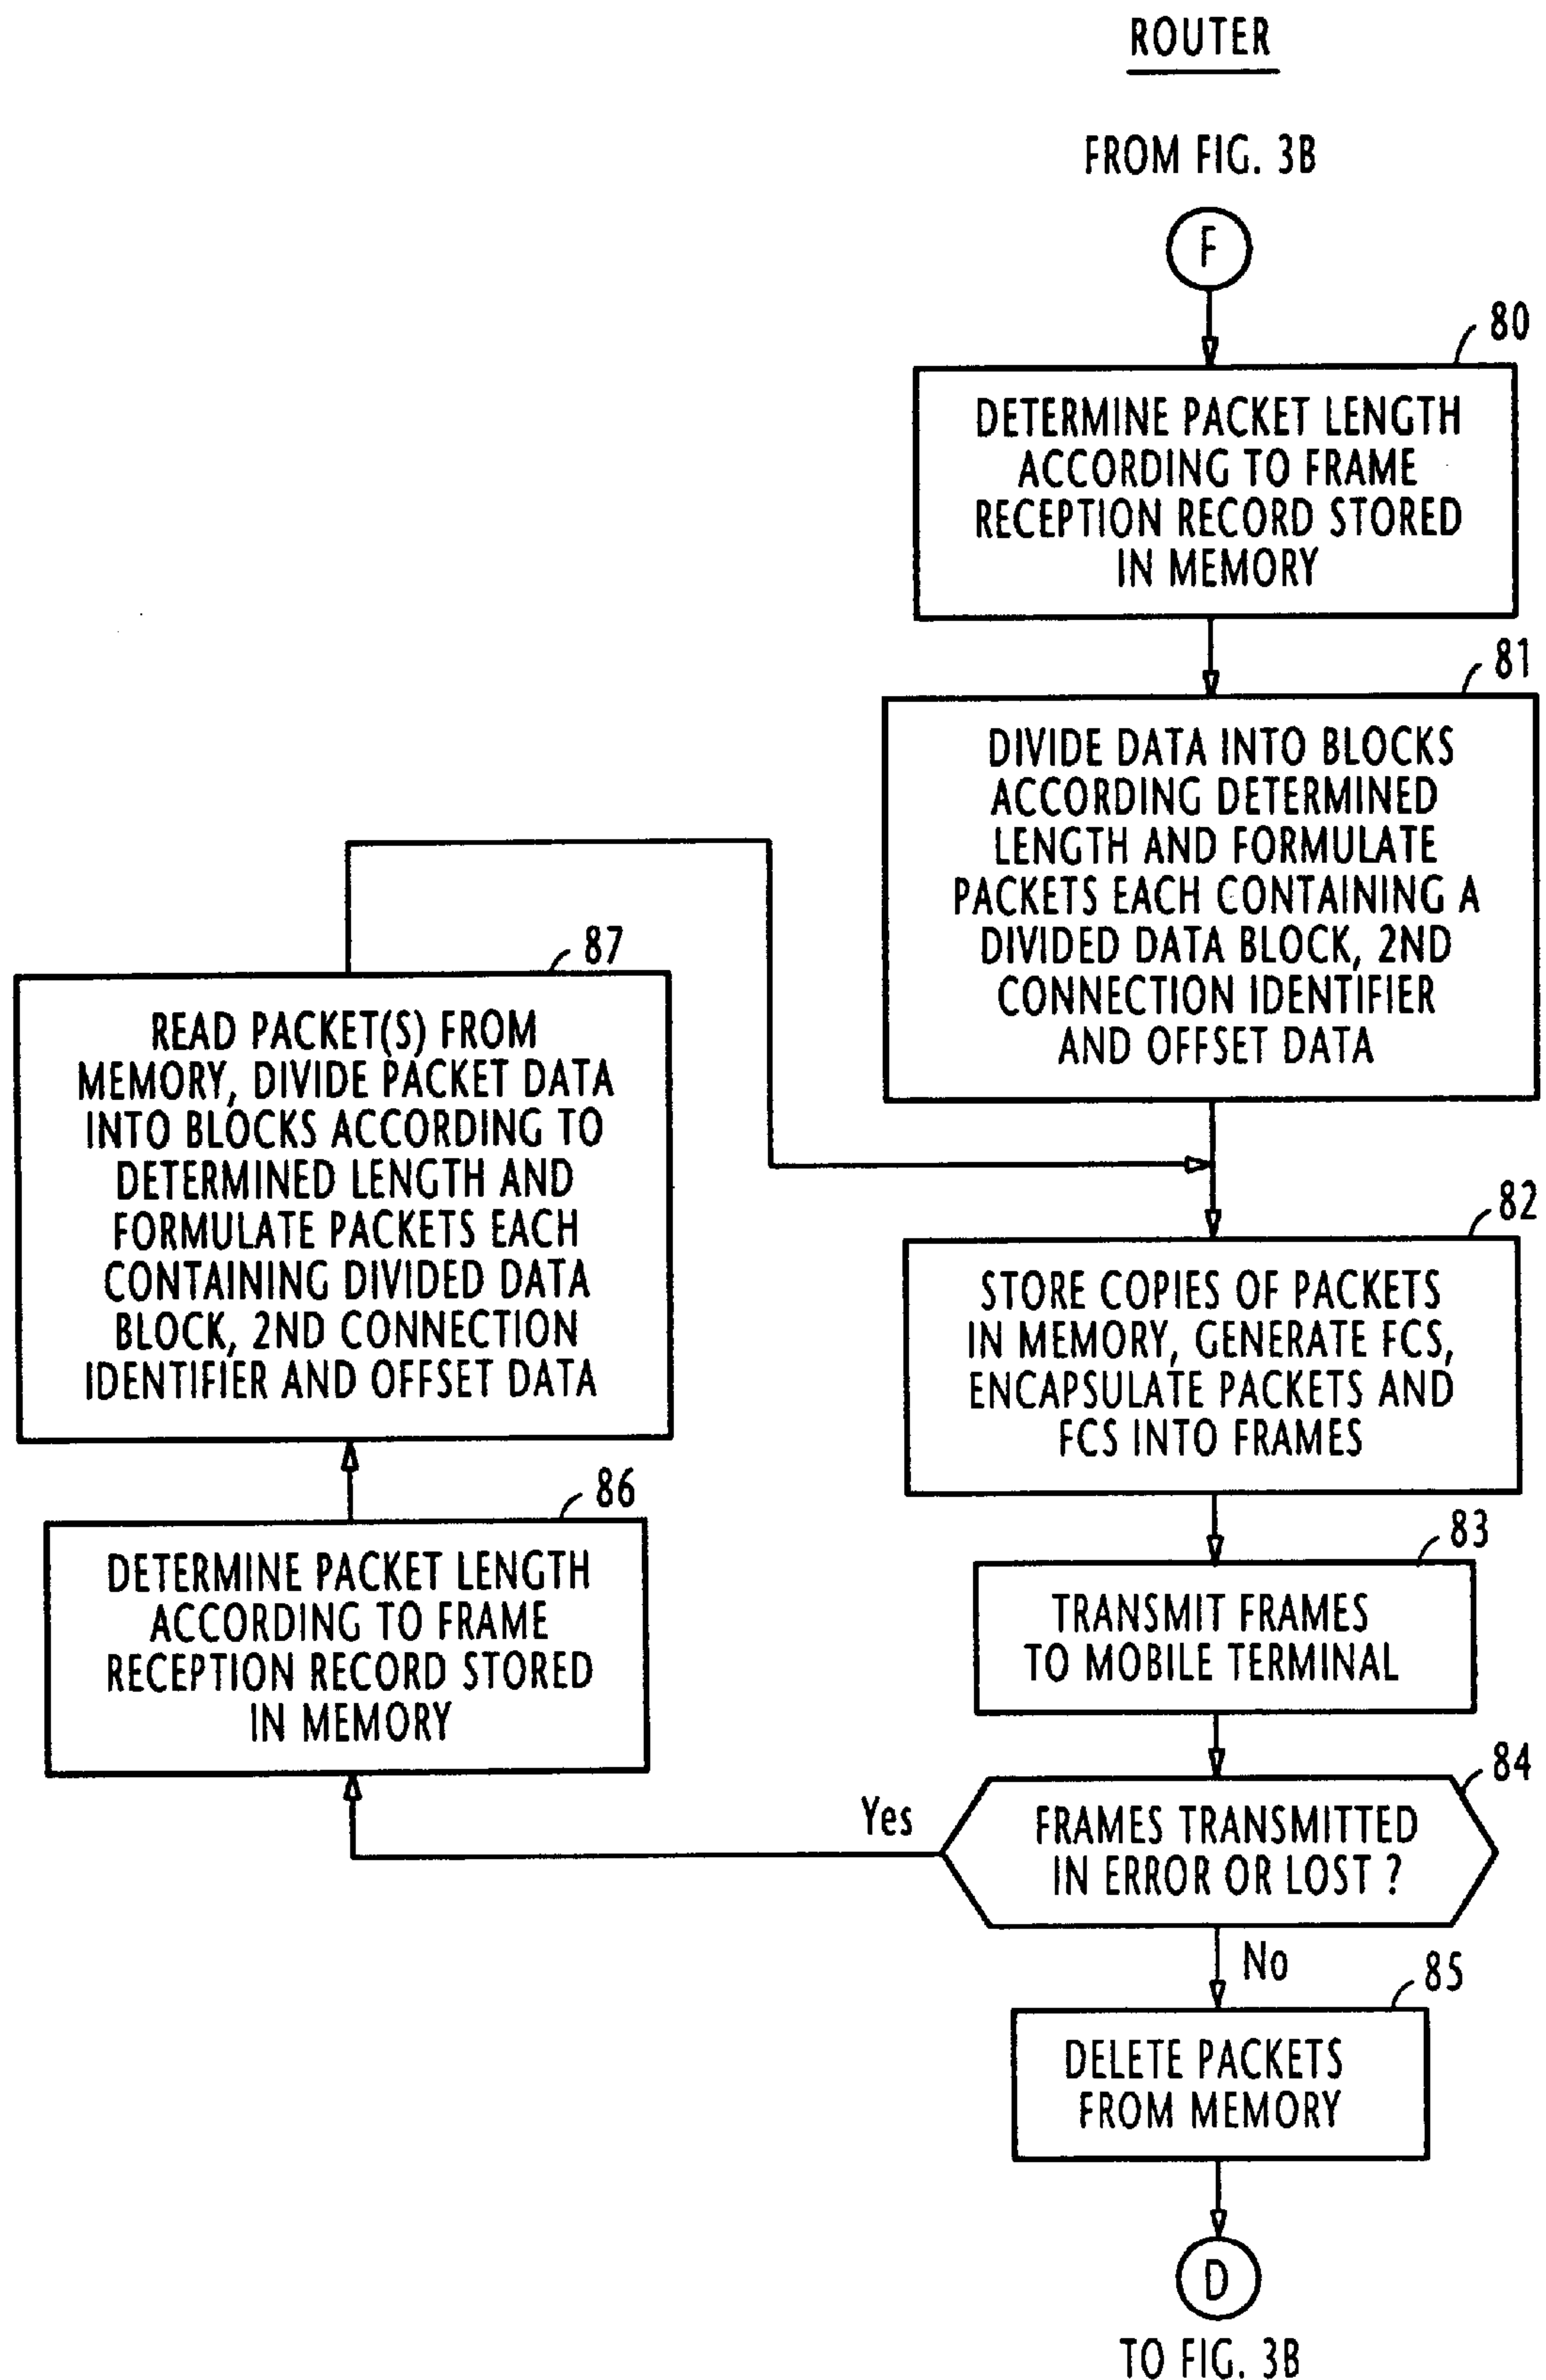 ROUTER
FROM FIG. 3B
F
80
DETERMINE PACKET LENGTH
ACCORDING TO FRAME
RECEPTION RECORD STORED
IN MEMORY
81
DIVIDE DATA INTO BLOCKS
ACCORDING DETERMINED
LENGTH AND FORMULATE
PACKETS EACH CONTAINING A
DIVIDED DATA BLOCK, 2ND
CONNECTION IDENTIFIER
AND OFFSET DATA
87
READ PACKET(S) FROM
MEMORY, DIVIDE PACKET DATA
INTO BLOCKS ACCORDING TO
DETERMINED LENGTH AND
FORMULATE PACKETS EACH
CONTAINING DIVIDED DATA
BLOCK, 2ND CONNECTION
IDENTIFIER AND OFFSET DATA
82
STORE COPIES OF PACKETS
IN MEMORY, GENERATE FCS,
ENCAPSULATE PACKETS AND
FCS INTO FRAMES
86
DETERMINE PACKET LENGTH
ACCORDING TO FRAME
RECEPTION RECORD STORED
IN MEMORY
83
TRANSMIT FRAMES
TO MOBILE TERMINAL
84
Yes
FRAMES TRANSMITTED
IN ERROR OR LOST ?
No
85
DELETE PACKETS
FROM MEMORY
D
TO FIG. 3B